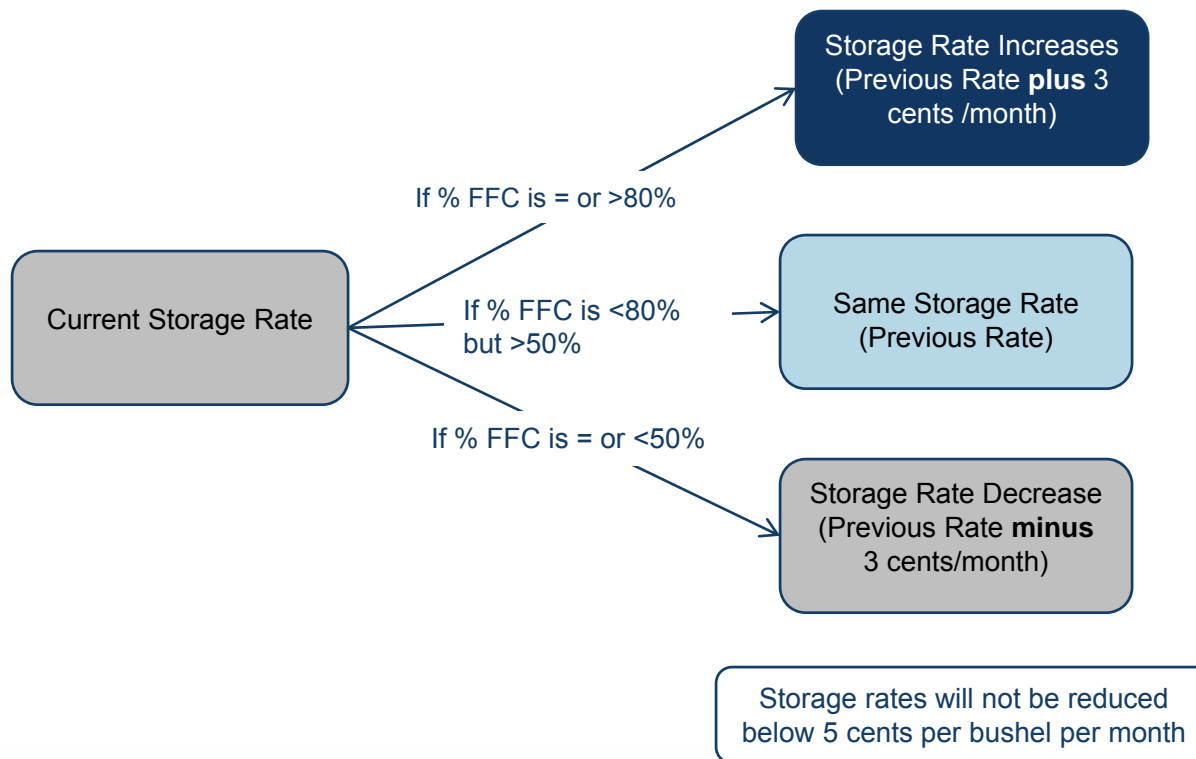 Storage Rate Increases
(Previous Rate plus 3
cents /month)
If % FFC is = or >80%
Current Storage Rate
If % FFC is <80%
but >50%
Same Storage Rate
(Previous Rate)
If % FFC is = or <50%
Storage Rate Decrease
(Previous Rate minus
3 cents/month)
Storage rates will not be reduced
below 5 cents per bushel per month